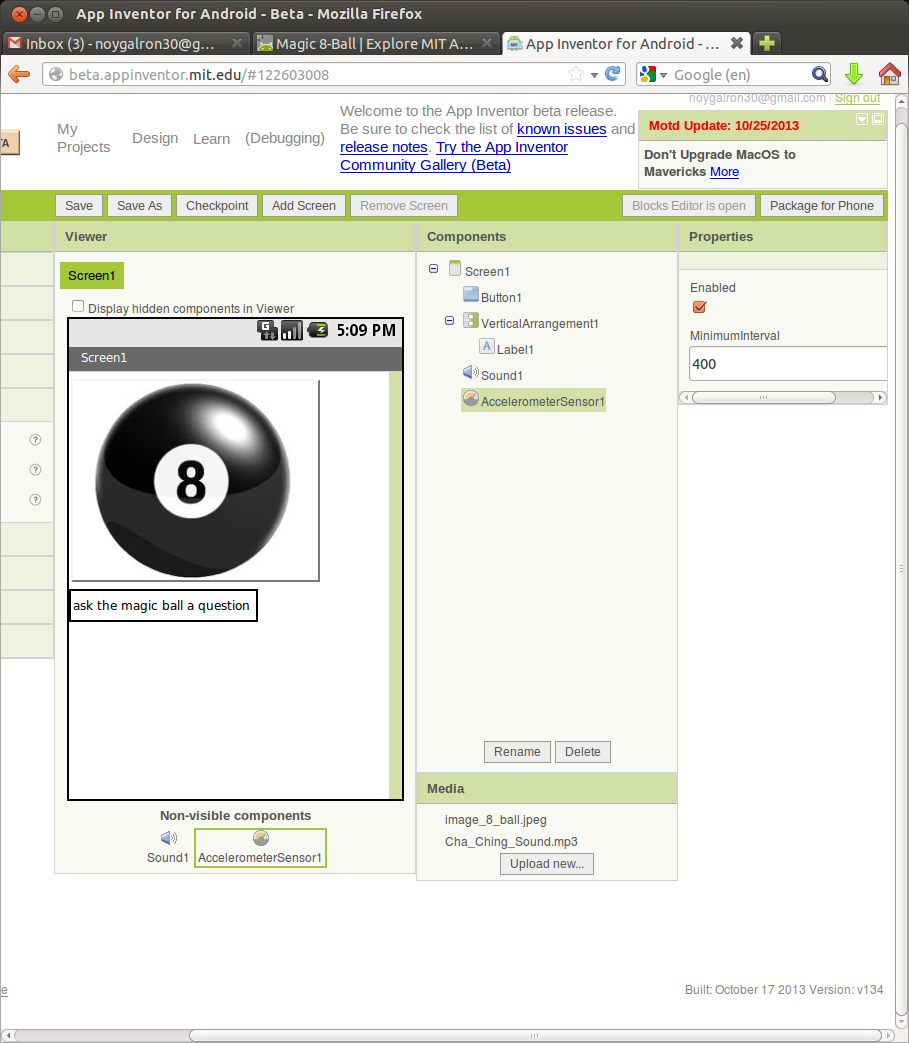 App Inventor for Android - Beta - Mozilla Firefox
Inbox (3) - noygalron30@g...
Magic 8-Ball | Explore MIT A...
App Inventor for Android - ...
beta.appinventor.mit.edu/#122603008
Google (en)
noygalron30@gmail.com | Sign out
My Projects
Design
Learn
(Debugging)
Welcome to the App Inventor beta release.
Be sure to check the list of known issues and
release notes. Try the App Inventor
Community Gallery (Beta)
Motd Update: 10/25/2013
Don't Upgrade MacOS to
Mavericks More
Save
Save As
Checkpoint
Add Screen
Remove Screen
Blocks Editor is open
Package for Phone
Viewer
Screen1
Display hidden components in Viewer
5:09 PM
Screen1
8
ask the magic ball a question
Non-visible components
Sound1
AccelerometerSensor1
Components
Screen1
Button1
VerticalArrangement1
A Label1
Sound1
AccelerometerSensor1
Rename
Delete
Media
image_8_ball.jpeg
Cha_Ching_Sound.mp3
Upload new...
Properties
Enabled
MinimumInterval
400
Built: October 17 2013 Version: v134